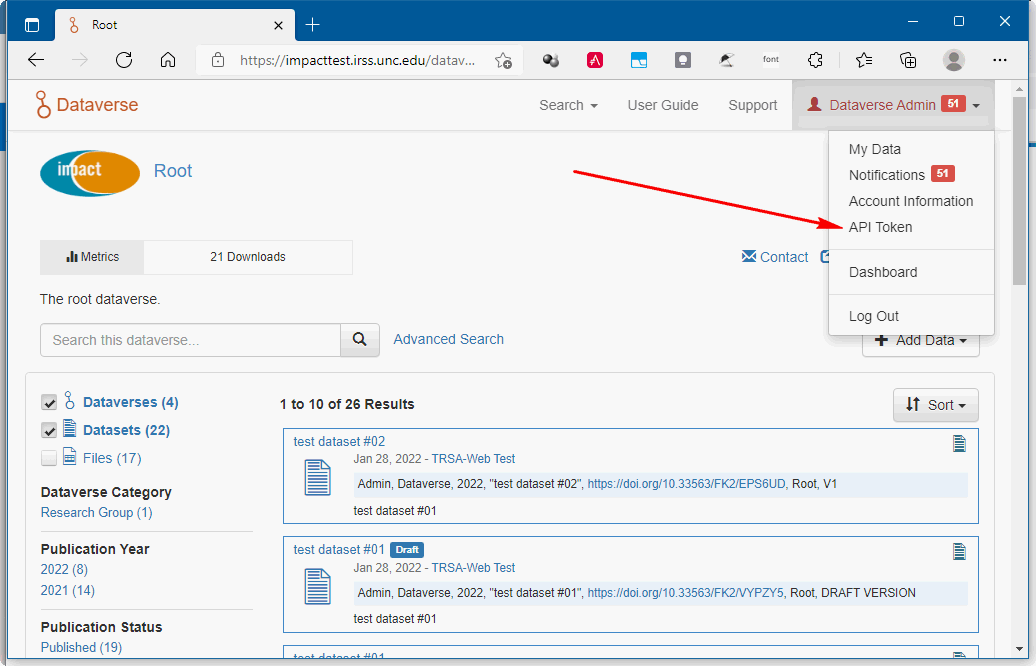 Root
https://impacttest.irss.unc.edu/datav...
font
Dataverse
Search
User Guide
Support
Dataverse Admin 51
My Data
Notifications 51
Account Information
API Token
Dashboard
Log Out
impact
Root
Metrics
21 Downloads
Contact
The root dataverse.
Search this dataverse...
Advanced Search
Add Data
Dataverses (4)
Datasets (22)
Files (17)
Dataverse Category
Research Group (1)
Publication Year
2022 (8)
2021 (14)
Publication Status
Published (19)
1 to 10 of 26 Results
Sort
test dataset #02
Jan 28, 2022 - TRSA-Web Test
Admin, Dataverse, 2022, "test dataset #02", https://doi.org/10.33563/FK2/EPS6UD, Root, V1
test dataset #01
test dataset #01 Draft
Jan 28, 2022 - TRSA-Web Test
Admin, Dataverse, 2022, "test dataset #01", https://doi.org/10.33563/FK2/VYPZY5, Root, DRAFT VERSION
test dataset #01
test dataset #01